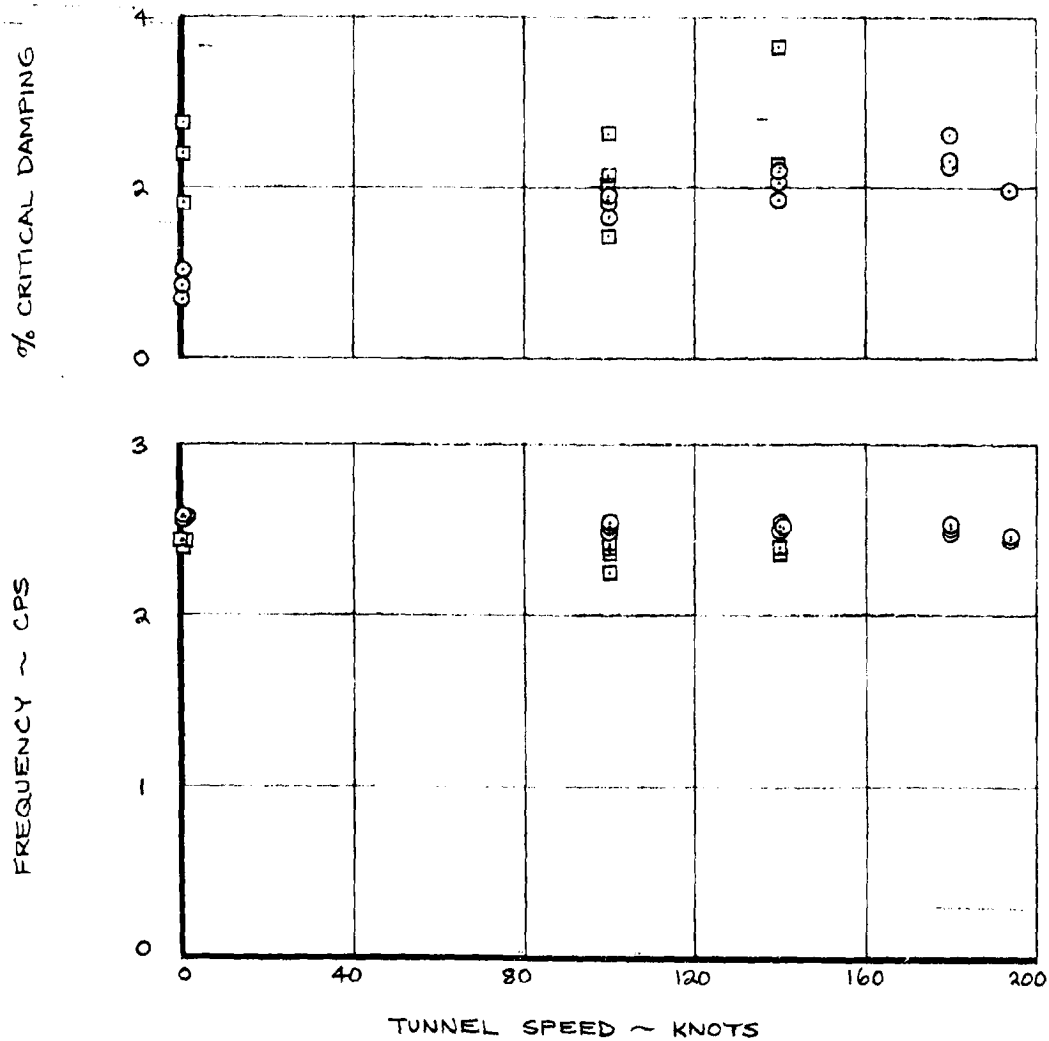 % CRITICAL DAMPING
4
2
0
FREQUENCY ~ CPS
3
2
1
0
0 40 80 120 160 200
TUNNEL SPEED ~ KNOTS